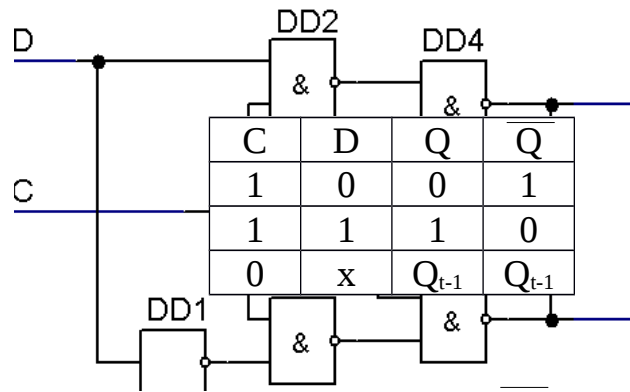 DD2
D
DD4
&
&
C D Q Q̅
1 0 0 1
C
1 1 1 0
0 x Qt-1 Qt-1
DD1
&
&